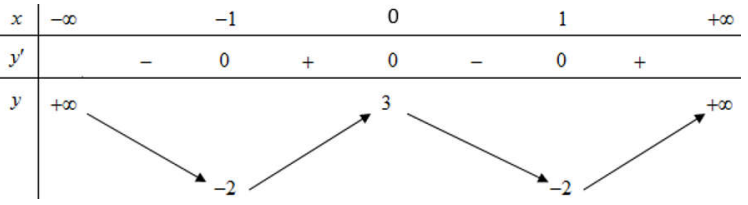 x −∞ −1 0 1 +∞
y′ − 0 + 0 − 0 + 
y +∞ 3 +∞
−2 −2